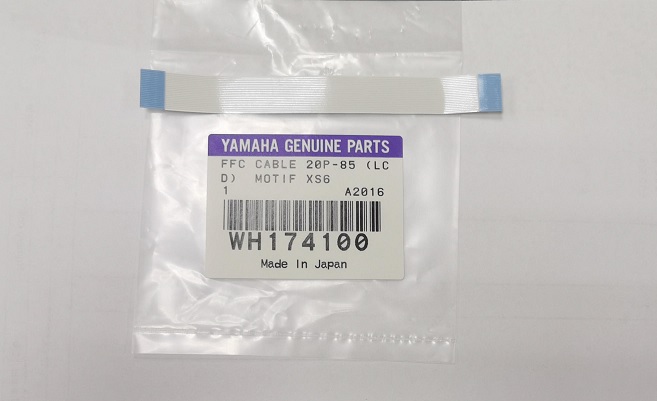 YAMAHA GENUINE PARTS
FFC CABLE 20P-85 (LC
D) MOTIF XS6
1 A2016
WH174100
Made In Japan